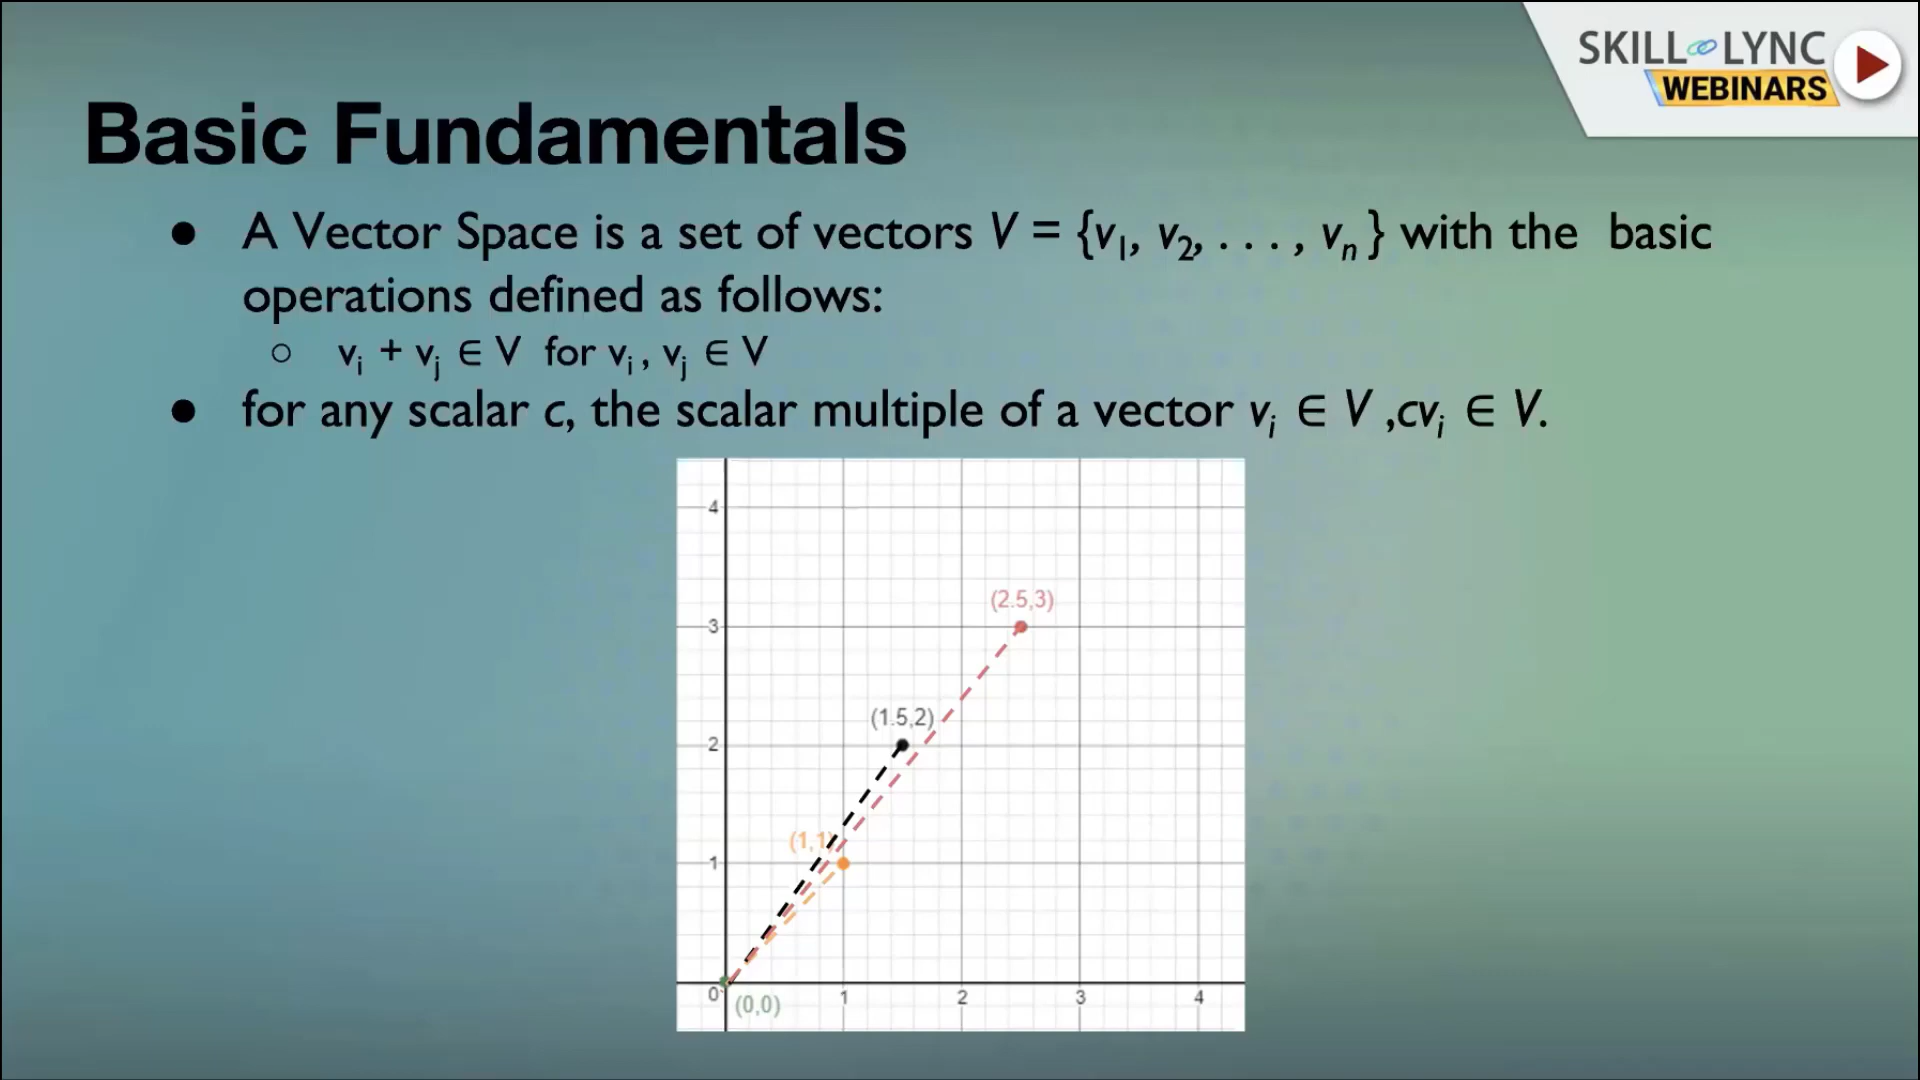 SKILL LYNC
WEBINARS
Basic Fundamentals
● A Vector Space is a set of vectors V = {v₁, v₂, . . . , vₙ} with the basic
operations defined as follows:
○ vᵢ + vⱼ ∈ V for vᵢ , vⱼ ∈ V
● for any scalar c, the scalar multiple of a vector vᵢ ∈ V ,cvᵢ ∈ V.
4
(2.5,3)
3
(1.5,2)
2
(1,1)
1
0 1 2 3 4
(0,0)